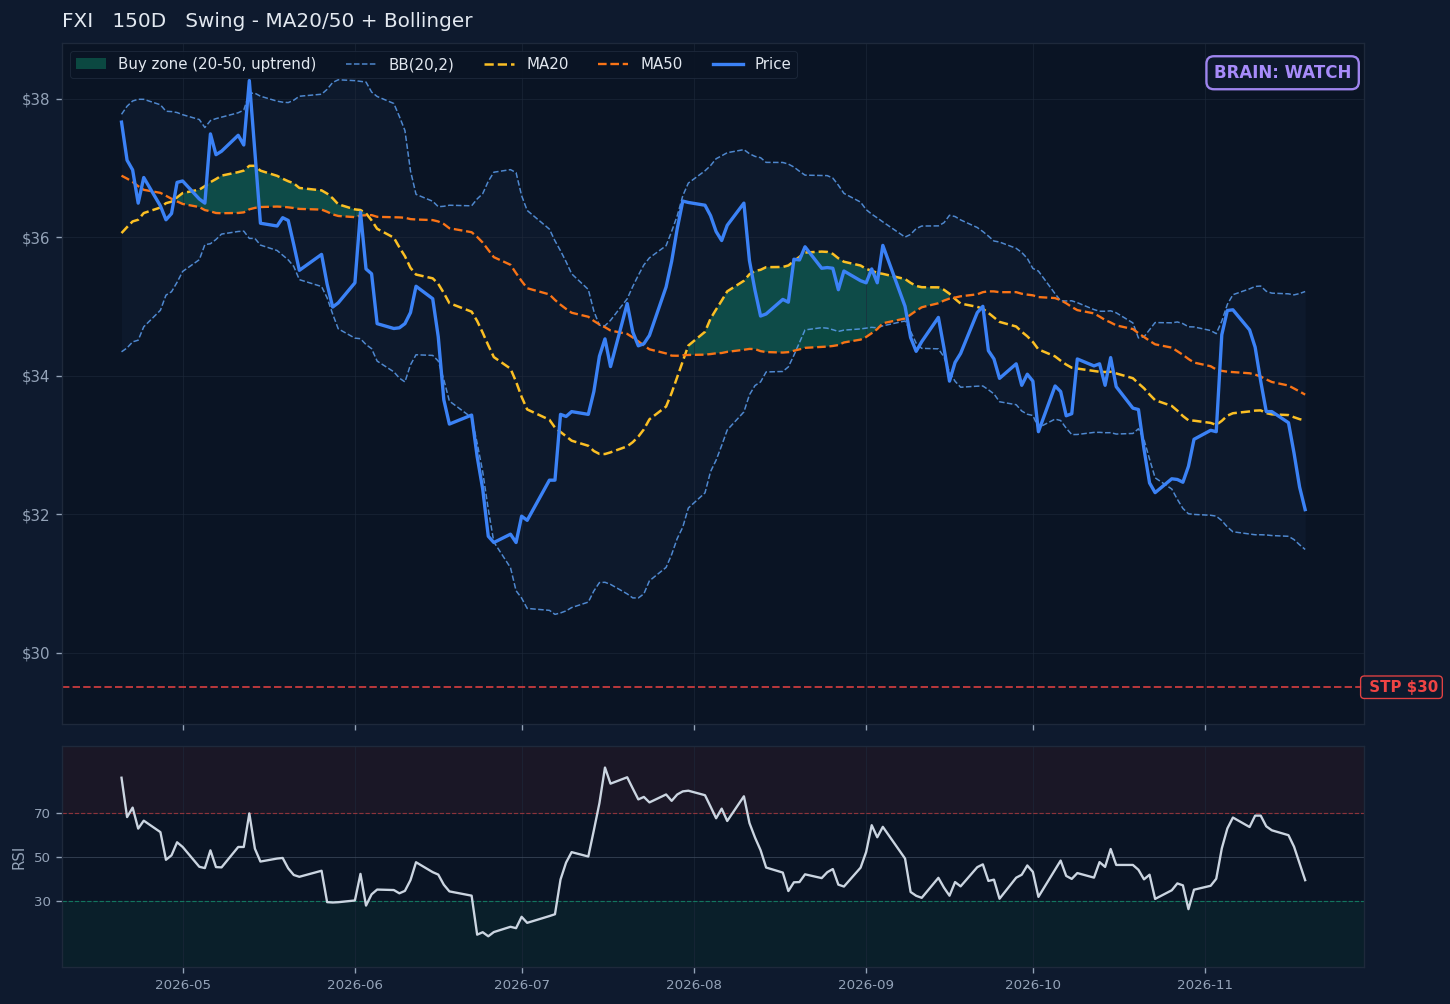 FXI 150D Swing - MA20/50 + Bollinger
Buy zone (20-50, uptrend) BB(20,2) MA20 MA50 Price
BRAIN: WATCH
$38
$36
$34
$32
$30
STP $30
70
50
30
RSI
2026-05 2026-06 2026-07 2026-08 2026-09 2026-10 2026-11